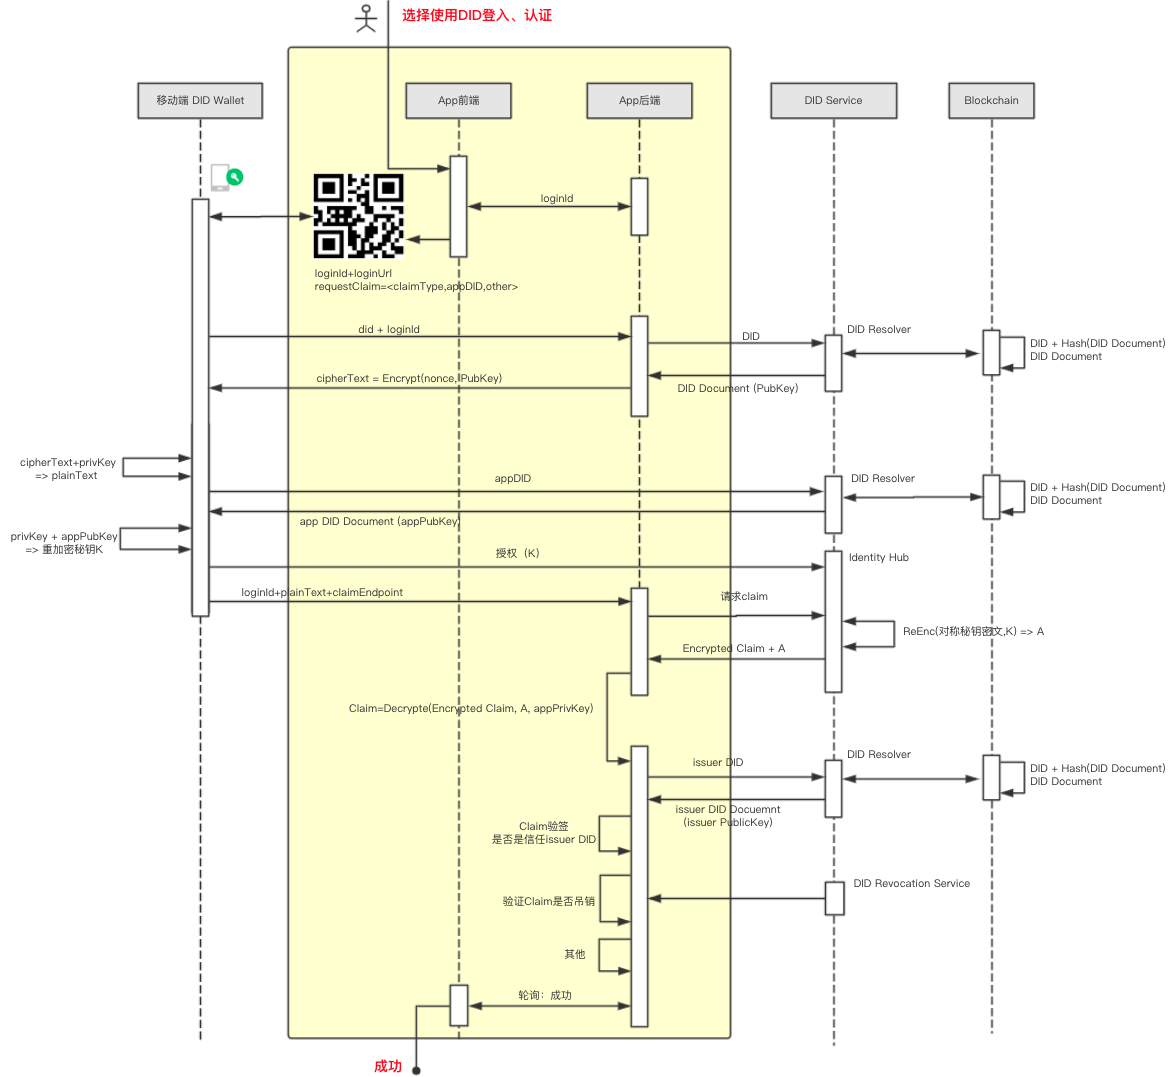 选择使用DID登入、认证
移动端 DID Wallet
App前端
App后端
DID Service
Blockchain
loginId
loginId+loginUrl
requestClaim=<claimType,appDID,other>
did + loginId
DID
DID Resolver
DID + Hash(DID Document)
DID Document
cipherText = Encrypt(nonce, PubKey)
DID Document (PubKey)
cipherText+privKey
=> plainText
appDID
DID Resolver
DID + Hash(DID Document)
DID Document
app DID Document (appPubKey)
privKey + appPubKey
=> 重加密秘钥K
授权（K）
Identity Hub
loginId+plainText+claimEndpoint
请求claim
ReEnc(对称秘钥密文,K) => A
Encrypted Claim + A
Claim=Decrypte(Encrypted Claim, A, appPrivKey)
issuer DID
DID Resolver
DID + Hash(DID Document)
DID Document
issuer DID Docuemnt
(issuer PublicKey)
Claim验签
是否是信任issuer DID
DID Revocation Service
验证Claim是否吊销
其他
轮询：成功
成功